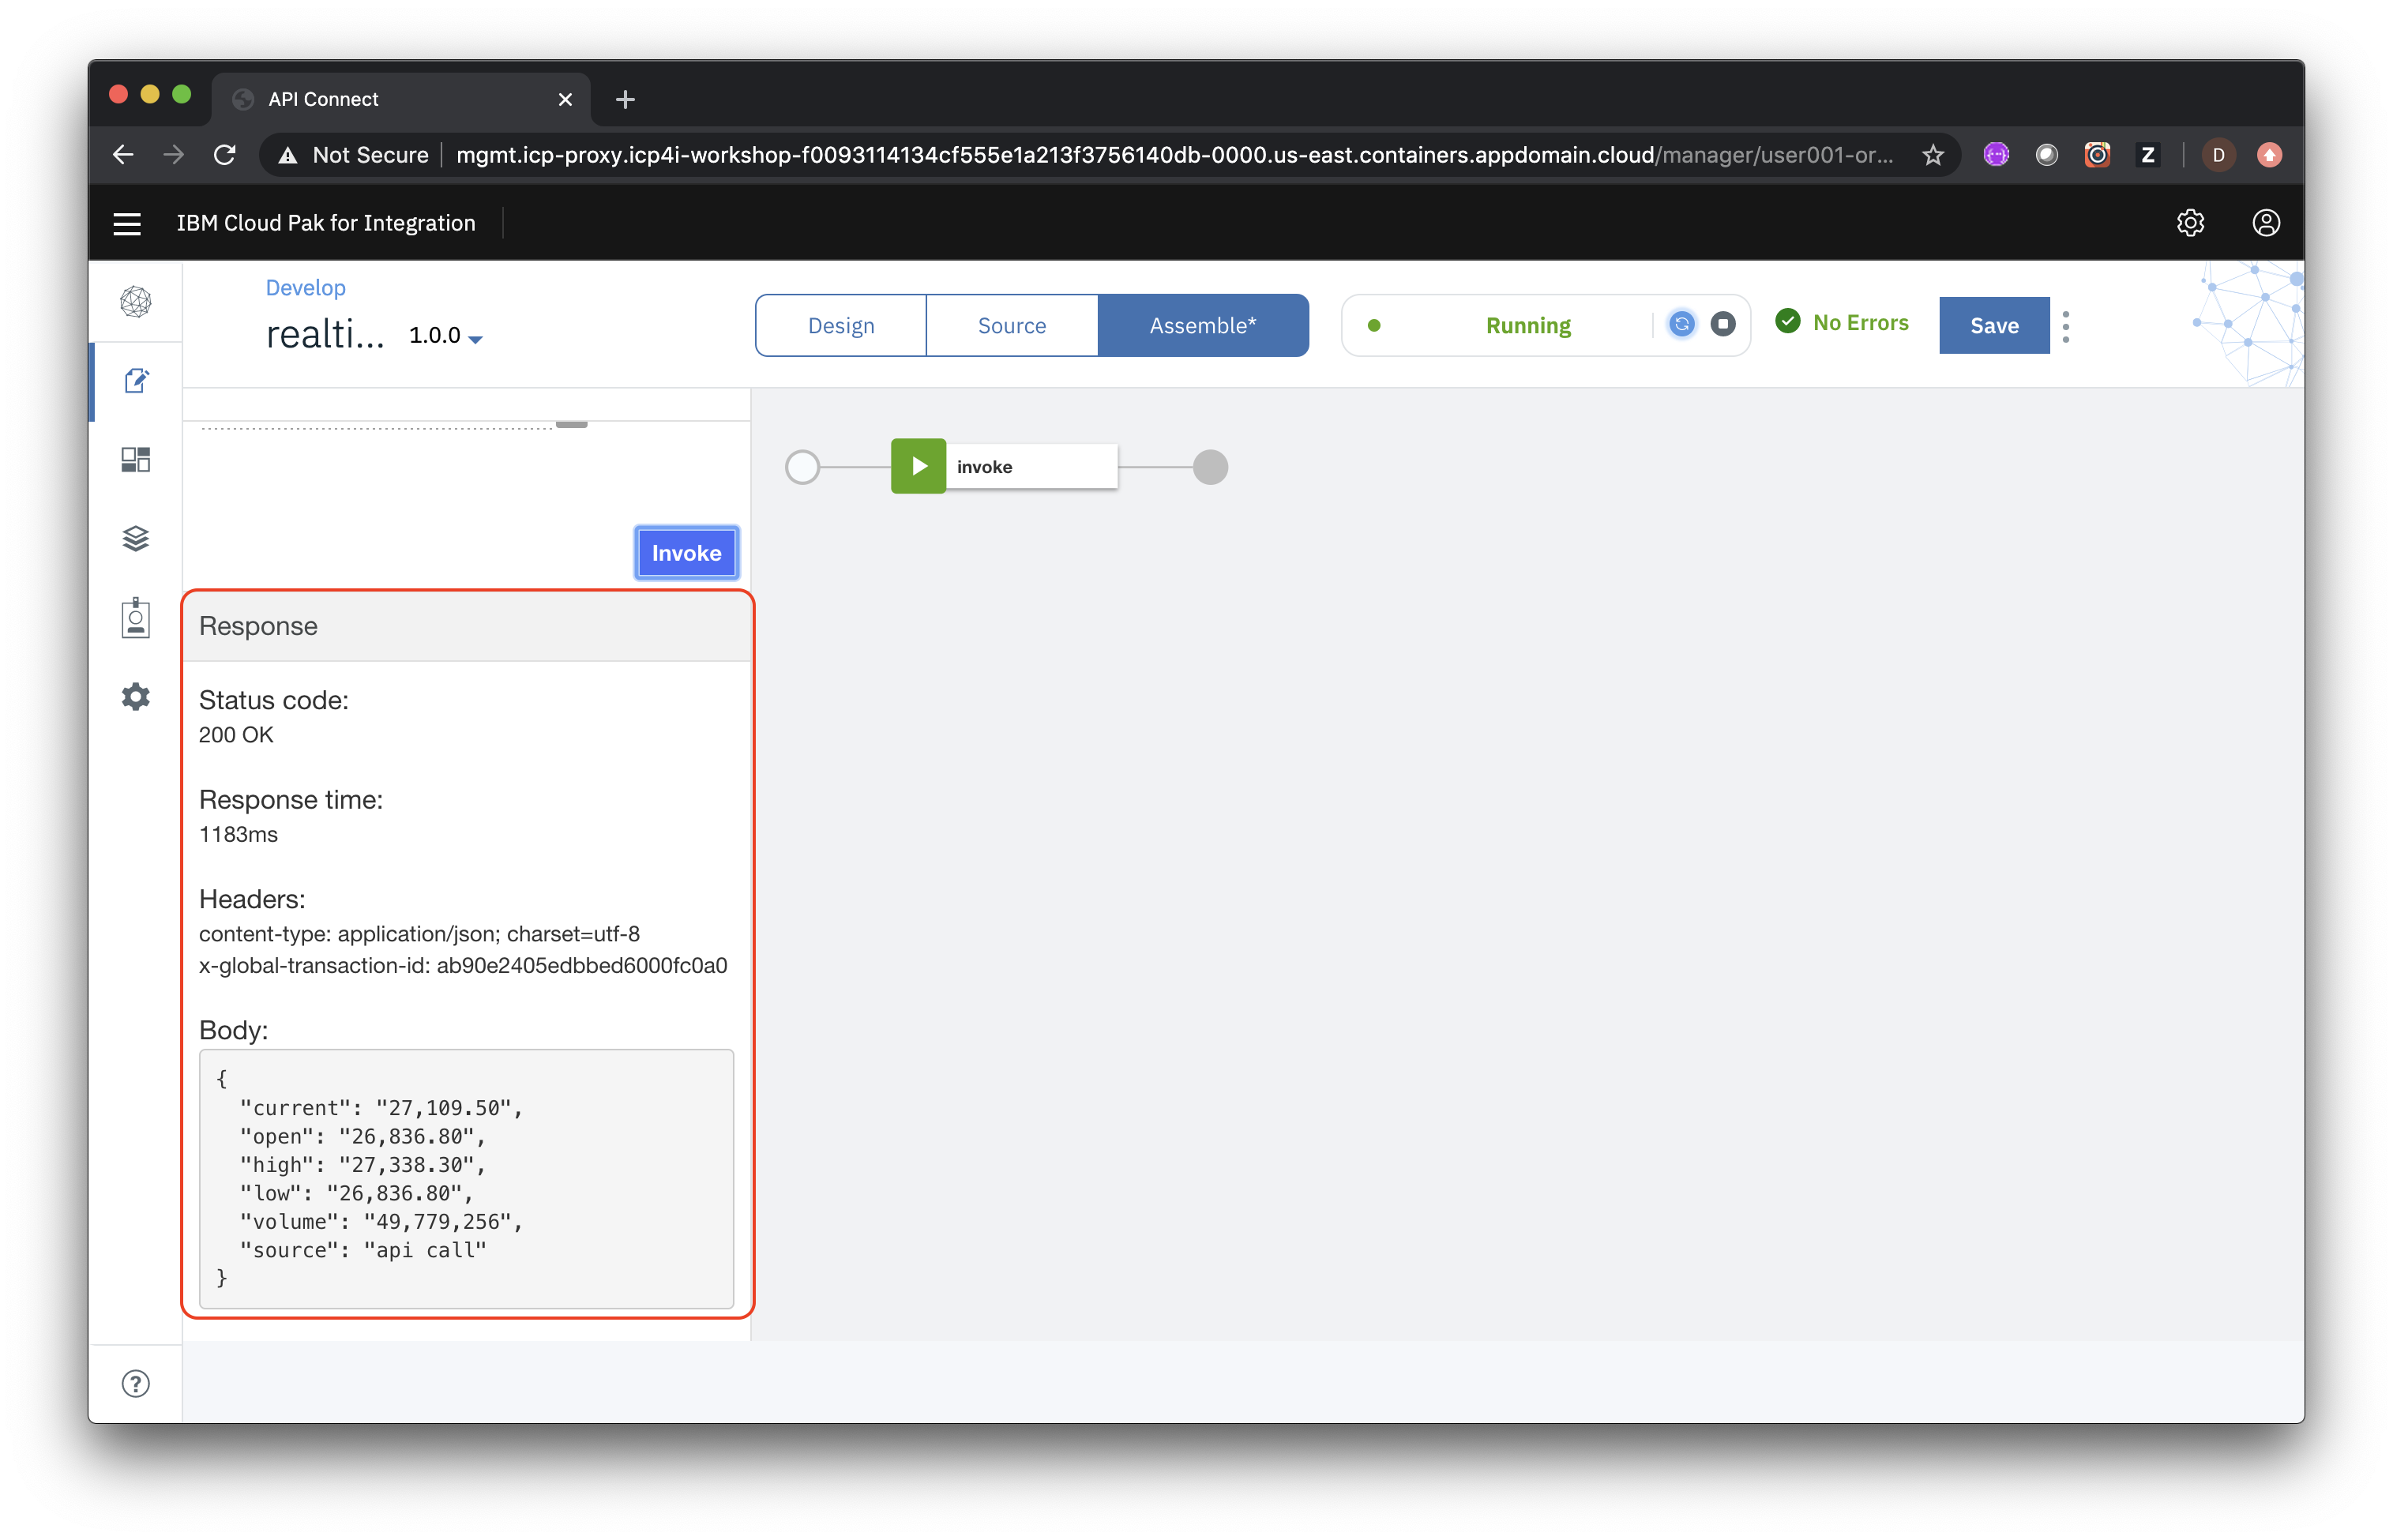 API Connect
Not Secure mgmt.icp-proxy.icp4i-workshop-f0093114134cf555e1a213f3756140db-0000.us-east.containers.appdomain.cloud/manager/user001-or... Z D
IBM Cloud Pak for Integration
Develop
realti... 1.0.0
Design Source Assemble* Running No Errors Save
invoke
Invoke
Response
Status code:
200 OK
Response time:
1183ms
Headers:
content-type: application/json; charset=utf-8
x-global-transaction-id: ab90e2405edbbed6000fc0a0
Body:
{
"current": "27,109.50",
"open": "26,836.80",
"high": "27,338.30",
"low": "26,836.80",
"volume": "49,779,256",
"source": "api call"
}
?